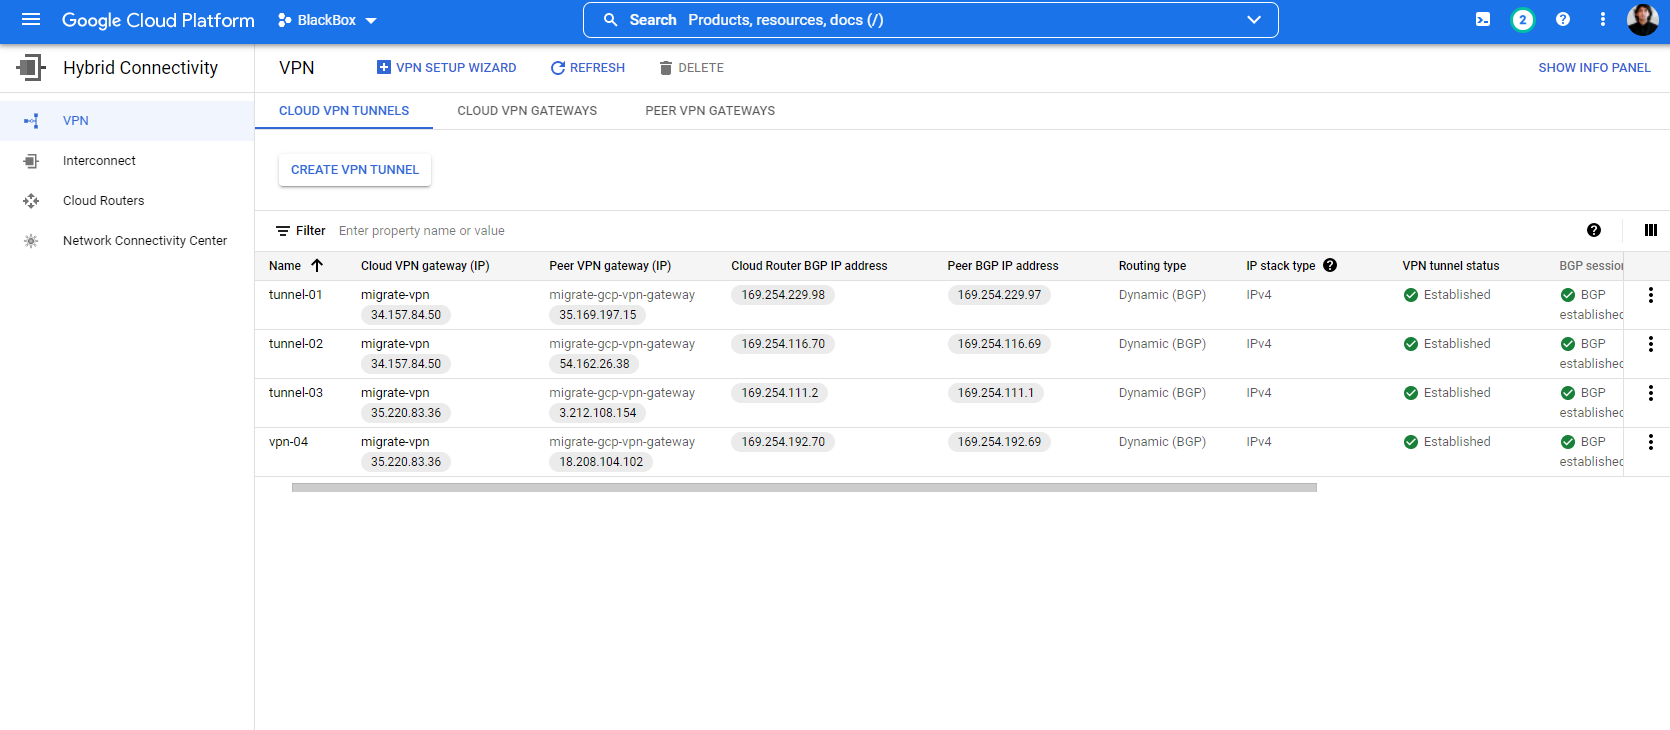 Google Cloud Platform BlackBox Search Products, resources, docs (/) 2
Hybrid Connectivity VPN VPN SETUP WIZARD REFRESH DELETE SHOW INFO PANEL
VPN
Interconnect
Cloud Routers
Network Connectivity Center
CLOUD VPN TUNNELS CLOUD VPN GATEWAYS PEER VPN GATEWAYS
CREATE VPN TUNNEL
Filter Enter property name or value
Name Cloud VPN gateway (IP) Peer VPN gateway (IP) Cloud Router BGP IP address Peer BGP IP address Routing type IP stack type VPN tunnel status BGP session
tunnel-01 migrate-vpn migrate-gcp-vpn-gateway 169.254.229.98 169.254.229.97 Dynamic (BGP) IPv4 Established BGP
34.157.84.50 35.169.197.15 established
tunnel-02 migrate-vpn migrate-gcp-vpn-gateway 169.254.116.70 169.254.116.69 Dynamic (BGP) IPv4 Established BGP
34.157.84.50 54.162.26.38 established
tunnel-03 migrate-vpn migrate-gcp-vpn-gateway 169.254.111.2 169.254.111.1 Dynamic (BGP) IPv4 Established BGP
35.220.83.36 3.212.108.154 established
vpn-04 migrate-vpn migrate-gcp-vpn-gateway 169.254.192.70 169.254.192.69 Dynamic (BGP) IPv4 Established BGP
35.220.83.36 18.208.104.102 established